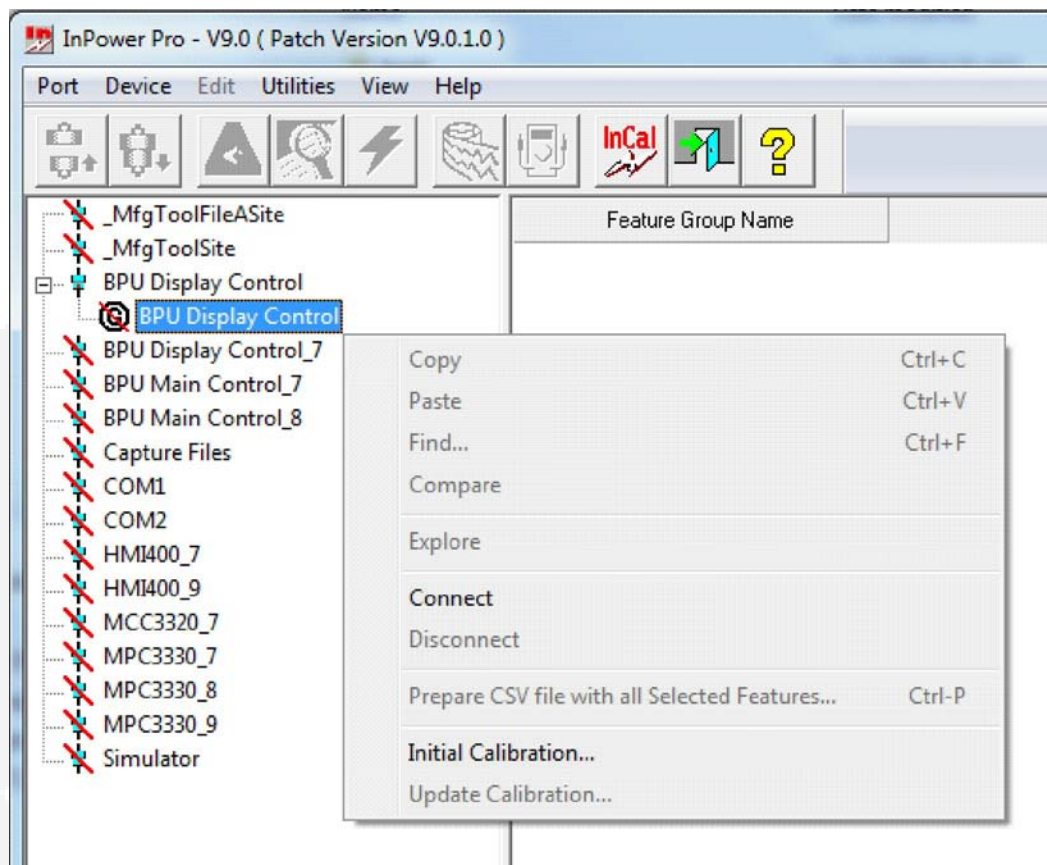 InPower Pro - V9.0 ( Patch Version V9.0.1.0 )
Port Device Edit Utilities View Help
InCal
Feature Group Name
_MfgToolFileASite
_MfgToolSite
BPU Display Control
BPU Display Control
BPU Display Control_7
BPU Main Control_7
BPU Main Control_8
Capture Files
COM1
COM2
HMI400_7
HMI400_9
MCC3320_7
MPC3330_7
MPC3330_8
MPC3330_9
Simulator
Copy Ctrl+C
Paste Ctrl+V
Find... Ctrl+F
Compare
Explore
Connect
Disconnect
Prepare CSV file with all Selected Features... Ctrl-P
Initial Calibration...
Update Calibration...